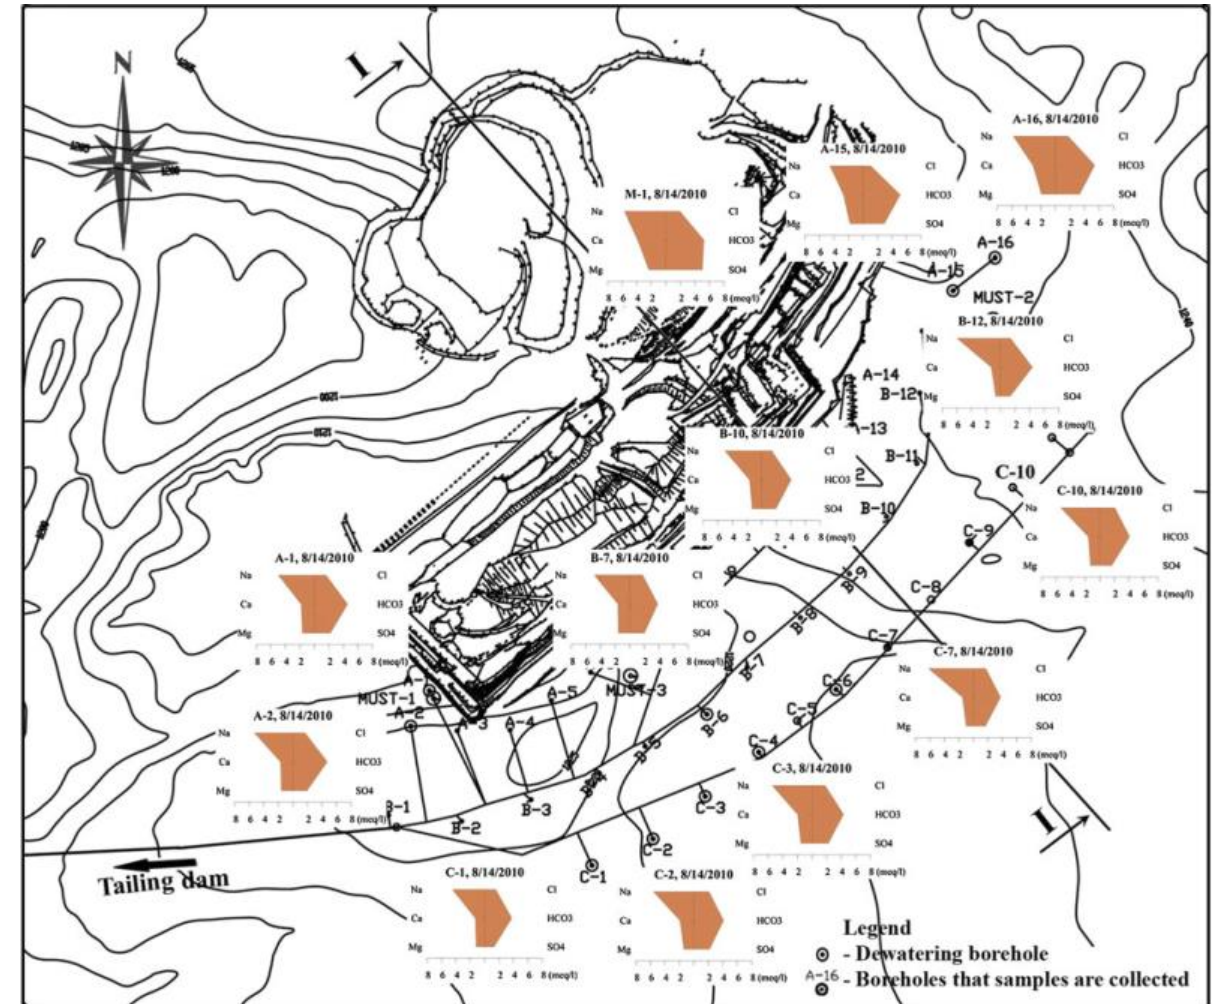 N
I
A-16, 8/14/2010
Na Cl
Ca HCO3
Mg SO4
8 6 4 2 2 4 6 8 (meq/l)
A-15, 8/14/2010
Na Cl
Ca HCO3
Mg SO4
8 6 4 2 2 4 6 8 (meq/l)
M-1, 8/14/2010
Na Cl
Ca HCO3
Mg SO4
8 6 4 2 2 4 6 8 (meq/l)
1200
A-16
A-15
MUST-2
1240
B-12, 8/14/2010
Na Cl
Ca HCO3
Mg SO4
8 6 4 2 2 4 6 8 (meq/l)
A-14
B-12
-13
1200
1210
B-10, 8/14/2010
Na Cl
Ca HCO3
Mg SO4
8 6 4 2 2 4 6 8 (meq/l)
B-11
2
B-10
C-10
C-10, 8/14/2010
Na Cl
Ca HCO3
Mg SO4
8 6 4 2 2 4 6 8 (meq/l)
C-9
A-1, 8/14/2010
Na Cl
Ca HCO3
Mg SO4
8 6 4 2 2 4 6 8 (meq/l)
B-7, 8/14/2010
Na Cl
Ca HCO3
Mg SO4
8 6 4 2 2 4 6 8 (meq/l)
B-9
C-8
B-8
C-7
C-7, 8/14/2010
Na Cl
Ca HCO3
Mg SO4
8 6 4 2 2 4 6 8 (meq/l)
B-7
A-
MUST-1
MUST-3
A-5
C-6
A-2
A-3
A-4
B-6
C-5
A-2, 8/14/2010
Na Cl
Ca HCO3
Mg SO4
8 6 4 2 2 4 6 8 (meq/l)
B-5
C-4
C-3, 8/14/2010
Na Cl
Ca HCO3
Mg SO4
8 6 4 2 2 4 6 8 (meq/l)
B-1
B-2
B-3
C-3
C-2
C-1
I
Tailing dam
C-1, 8/14/2010
Na Cl
Ca HCO3
Mg SO4
8 6 4 2 2 4 6 8 (meq/l)
C-2, 8/14/2010
Na Cl
Ca HCO3
Mg SO4
8 6 4 2 2 4 6 8 (meq/l)
Legend
- Dewatering borehole
A-16 - Boreholes that samples are collected